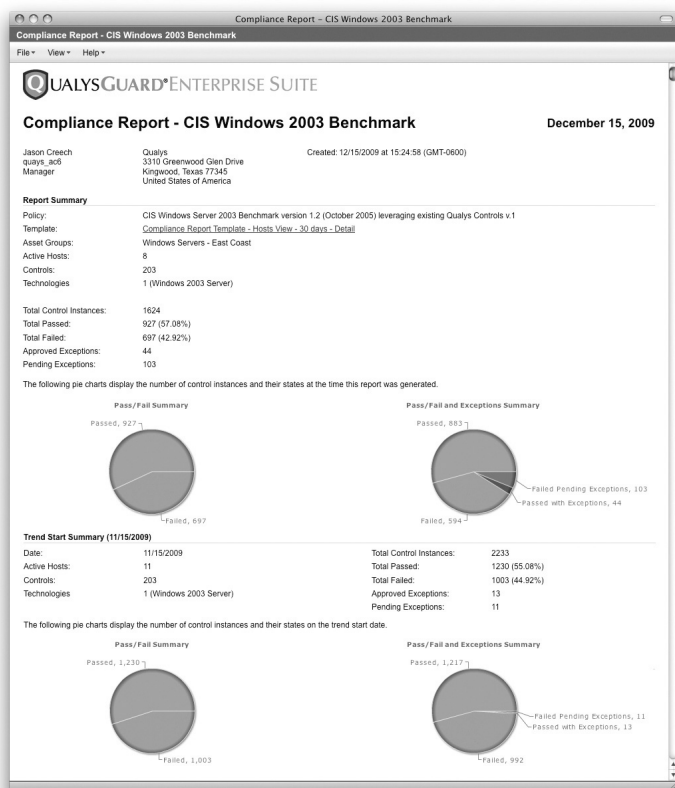 Compliance Report – CIS Windows 2003 Benchmark
Compliance Report - CIS Windows 2003 Benchmark
File View Help
QUALYSGUARD® ENTERPRISE SUITE
Compliance Report - CIS Windows 2003 Benchmark December 15, 2009
Jason Creech Qualys Created: 12/15/2009 at 15:24:58 (GMT-0600)
quays_ac6 3310 Greenwood Glen Drive
Manager Kingwood, Texas 77345
United States of America
Report Summary
Policy: CIS Windows Server 2003 Benchmark version 1.2 (October 2005) leveraging existing Qualys Controls v.1
Template: Compliance Report Template - Hosts View - 30 days - Detail
Asset Groups: Windows Servers - East Coast
Active Hosts: 8
Controls: 203
Technologies 1 (Windows 2003 Server)
Total Control Instances: 1624
Total Passed: 927 (57.08%)
Total Failed: 697 (42.92%)
Approved Exceptions: 44
Pending Exceptions: 103
The following pie charts display the number of control instances and their states at the time this report was generated.
Pass/Fail Summary Pass/Fail and Exceptions Summary
Passed, 927 Passed, 883
Failed Pending Exceptions, 103
Passed with Exceptions, 44
Failed, 697 Failed, 594
Trend Start Summary (11/15/2009)
Date: 11/15/2009 Total Control Instances: 2233
Active Hosts: 11 Total Passed: 1230 (55.08%)
Controls: 203 Total Failed: 1003 (44.92%)
Technologies 1 (Windows 2003 Server) Approved Exceptions: 13
Pending Exceptions: 11
The following pie charts display the number of control instances and their states on the trend start date.
Pass/Fail Summary Pass/Fail and Exceptions Summary
Passed, 1,230 Passed, 1,217
Failed Pending Exceptions, 11
Passed with Exceptions, 13
Failed, 1,003 Failed, 992